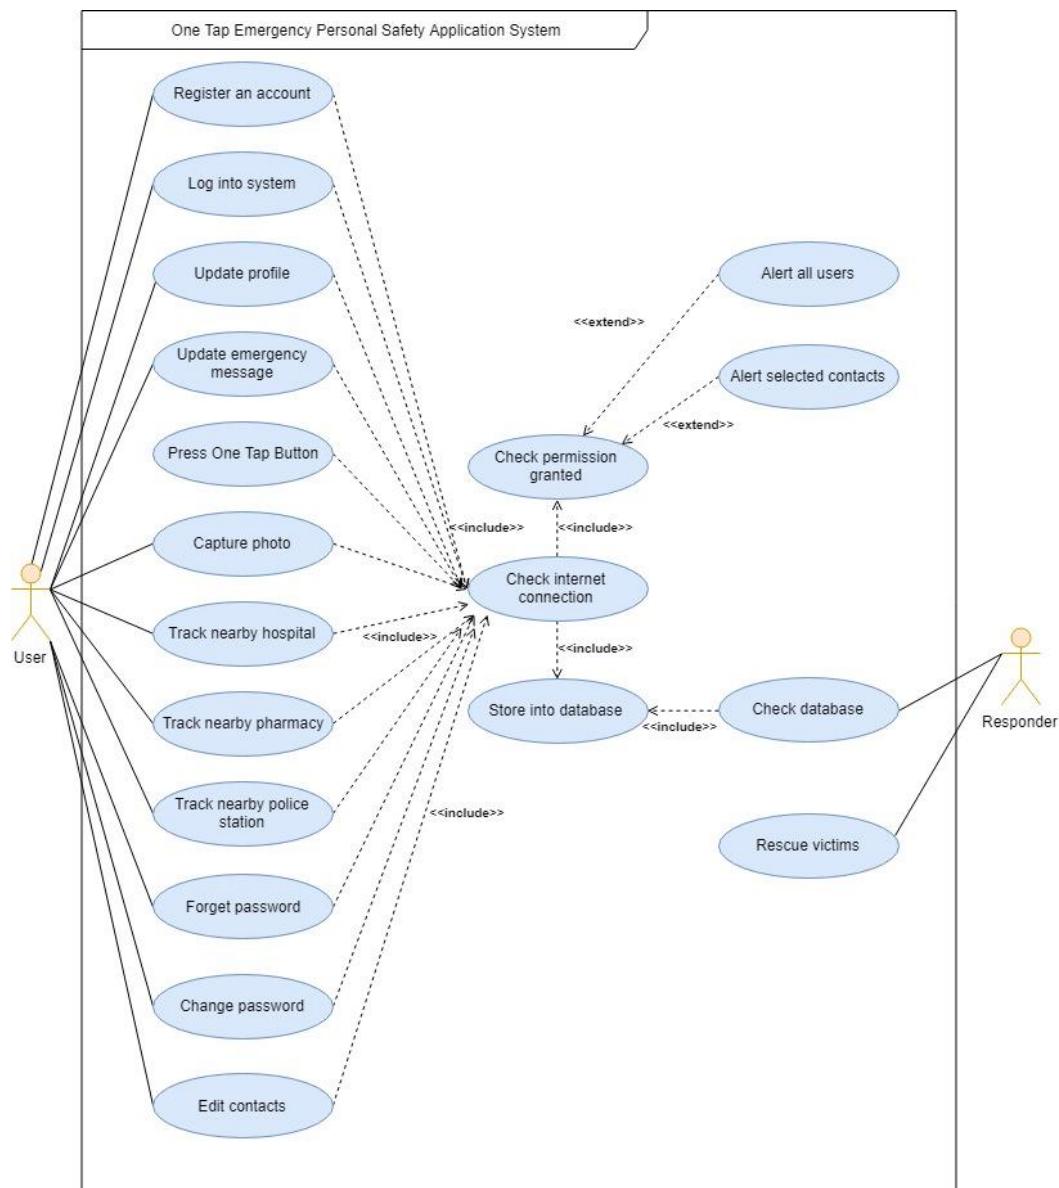 One Tap Emergency Personal Safety Application System
Register an account
Log into system
Update profile
Alert all users
<<extend>>
Update emergency
message
Alert selected contacts
<<extend>>
Press One Tap Button
Check permission
granted
<<include>>
<<include>>
Capture photo
Check internet
connection
User
Track nearby hospital
<<include>>
<<include>>
Responder
Track nearby pharmacy
Store into database
<<include>>
Check database
Track nearby police
station
<<include>>
Rescue victims
Forget password
Change password
Edit contacts